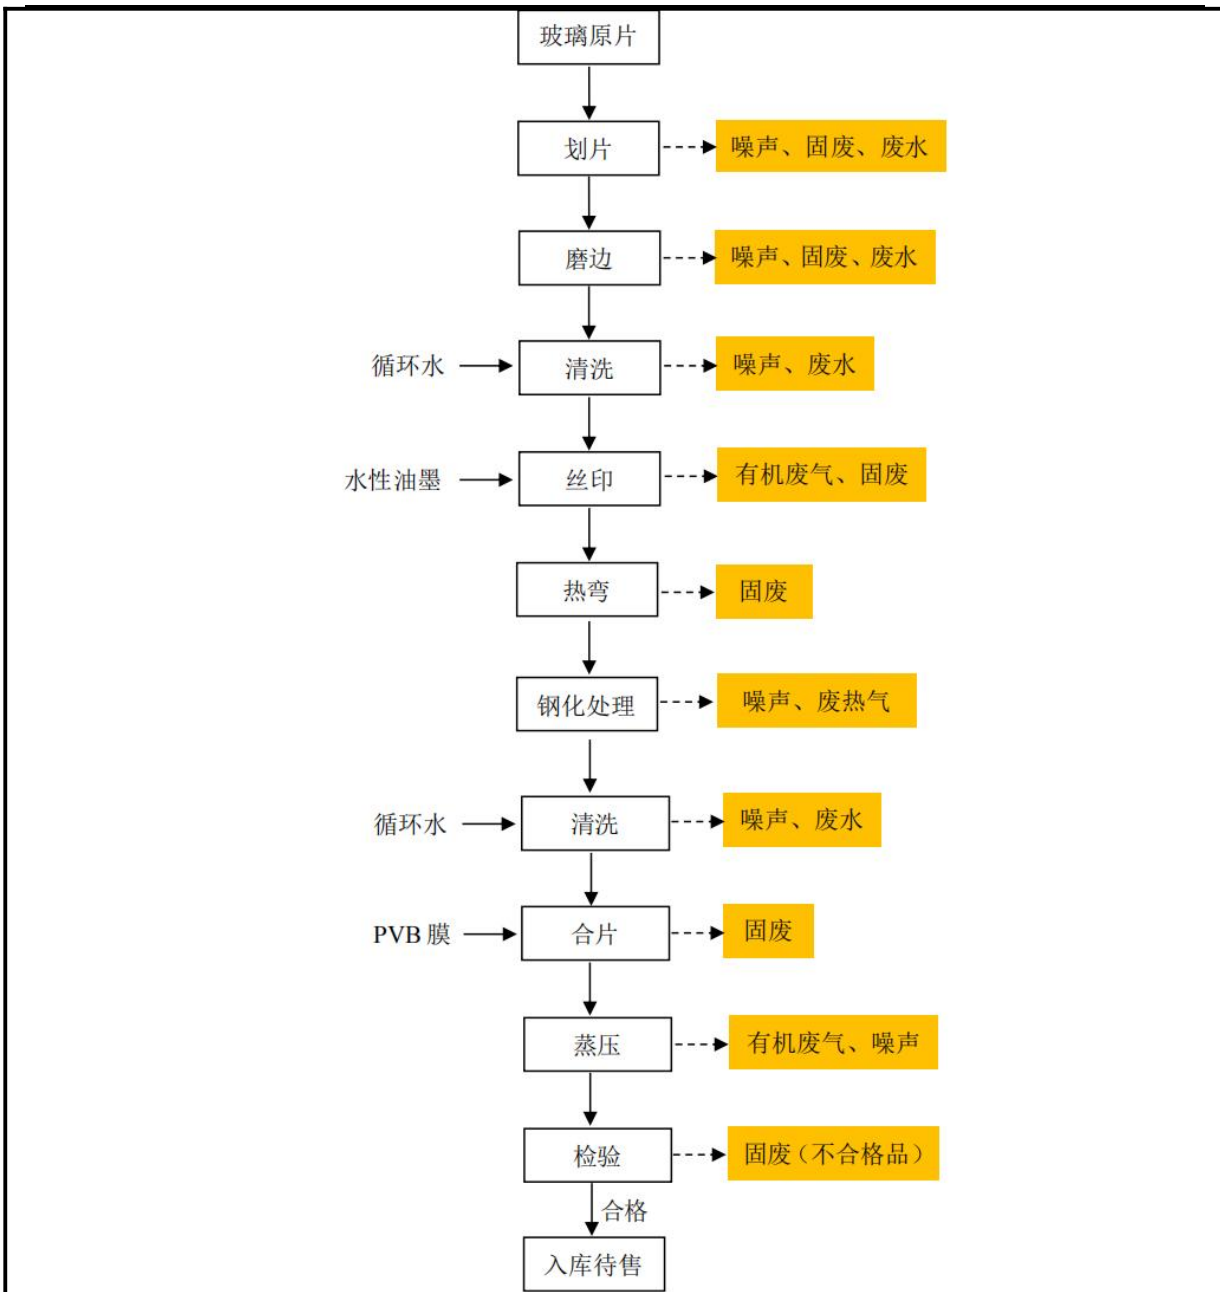 玻璃原片
划片
噪声、固废、废水
磨边
噪声、固废、废水
循环水
清洗
噪声、废水
水性油墨
丝印
有机废气、固废
热弯
固废
钢化处理
噪声、废热气
循环水
清洗
噪声、废水
PVB 膜
合片
固废
蒸压
有机废气、噪声
检验
固废（不合格品）
合格
入库待售